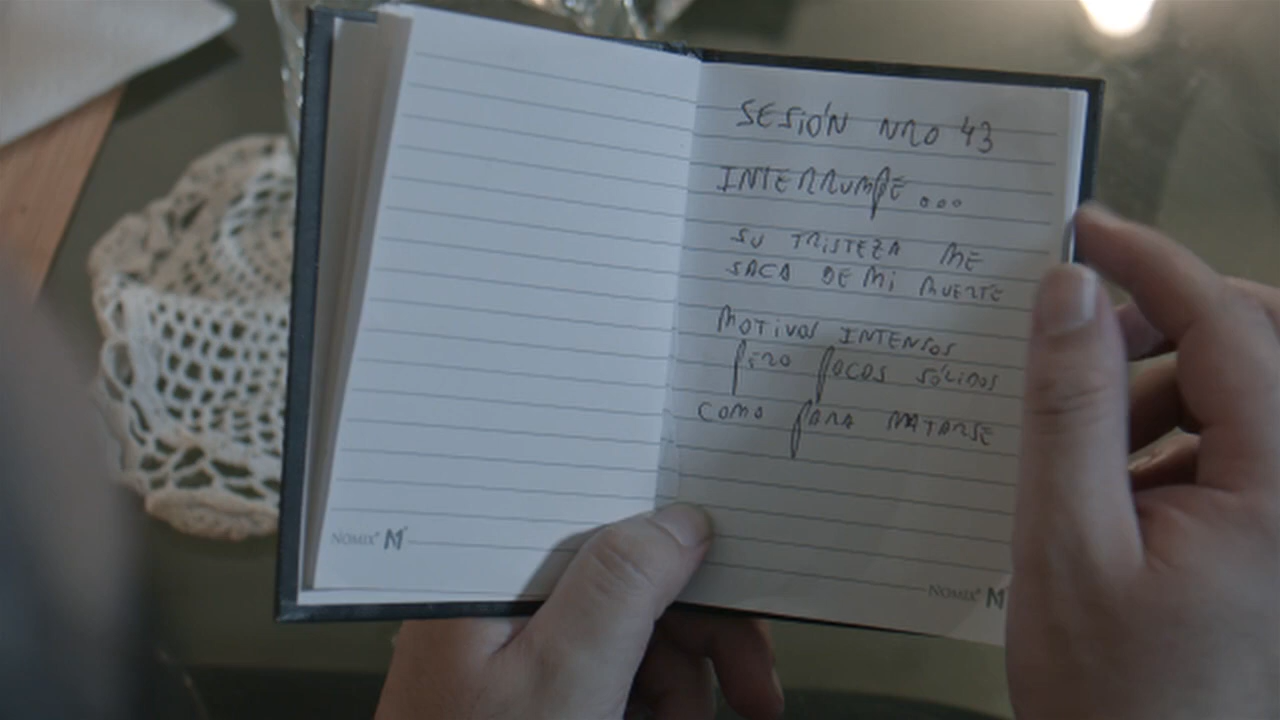 SESIÓN NRO 43
INTERRUMPE...
SU TRISTEZA ME
SACA DE MI MUERTE
MOTIVOS INTENSOS
PERO POCOS SÓLIDOS
COMO PARA MATARSE
NOMIX® M
NOMIX® M